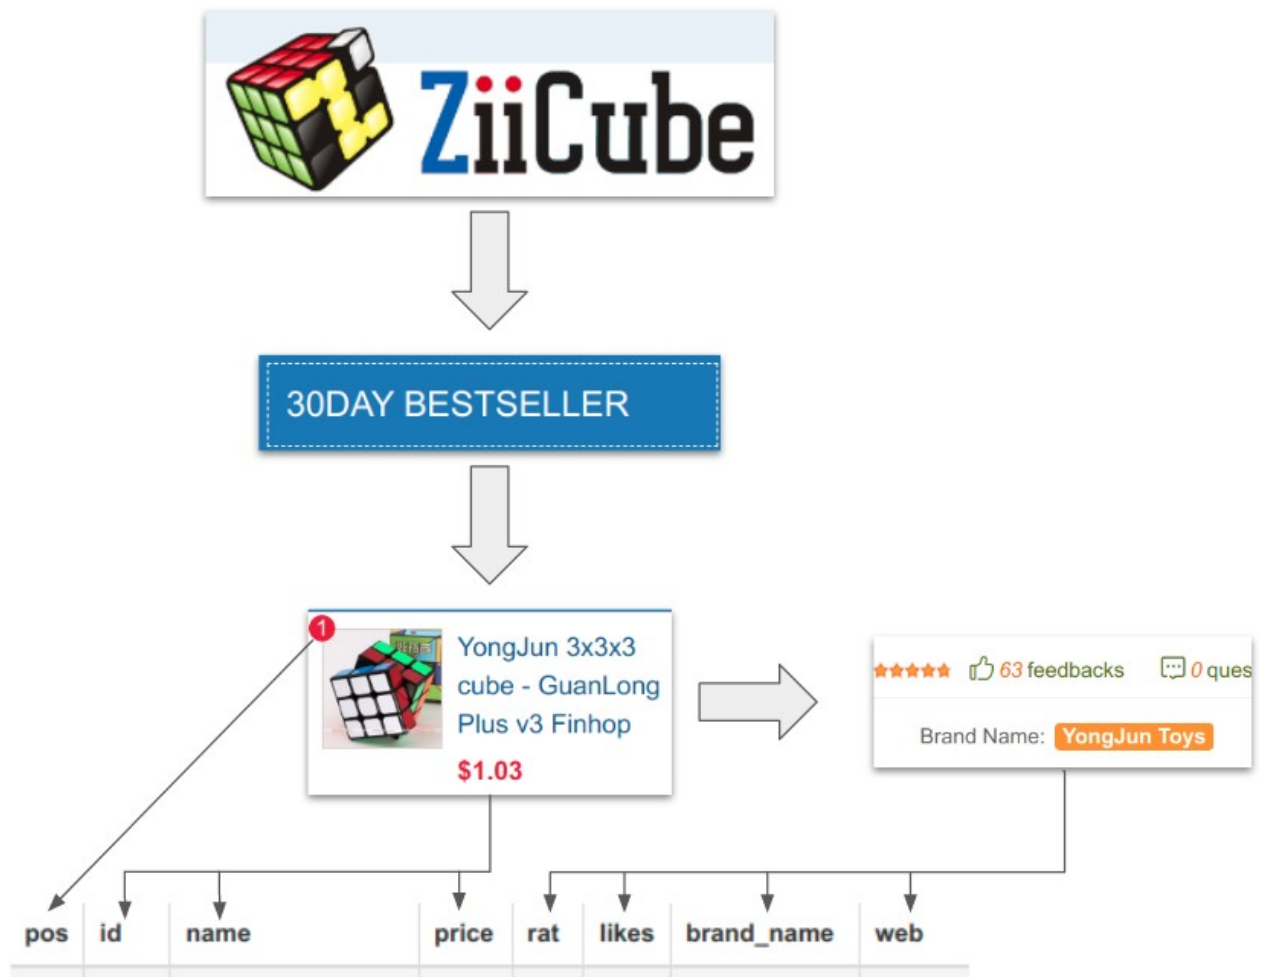 ZiiCube
30DAY BESTSELLER
1
YongJun 3x3x3
cube - GuanLong
Plus v3 Finhop
$1.03
63 feedbacks 0 ques
Brand Name: YongJun Toys
pos id name price rat likes brand_name web